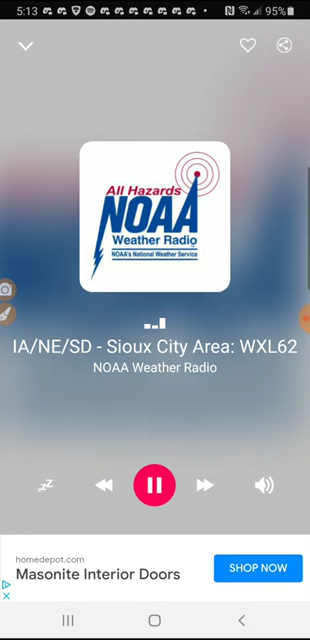 5:13
95%
All Hazards
NOAA
Weather Radio
NOAA's National Weather Service
IA/NE/SD - Sioux City Area: WXL62
NOAA Weather Radio
homedepot.com
Masonite Interior Doors
SHOP NOW